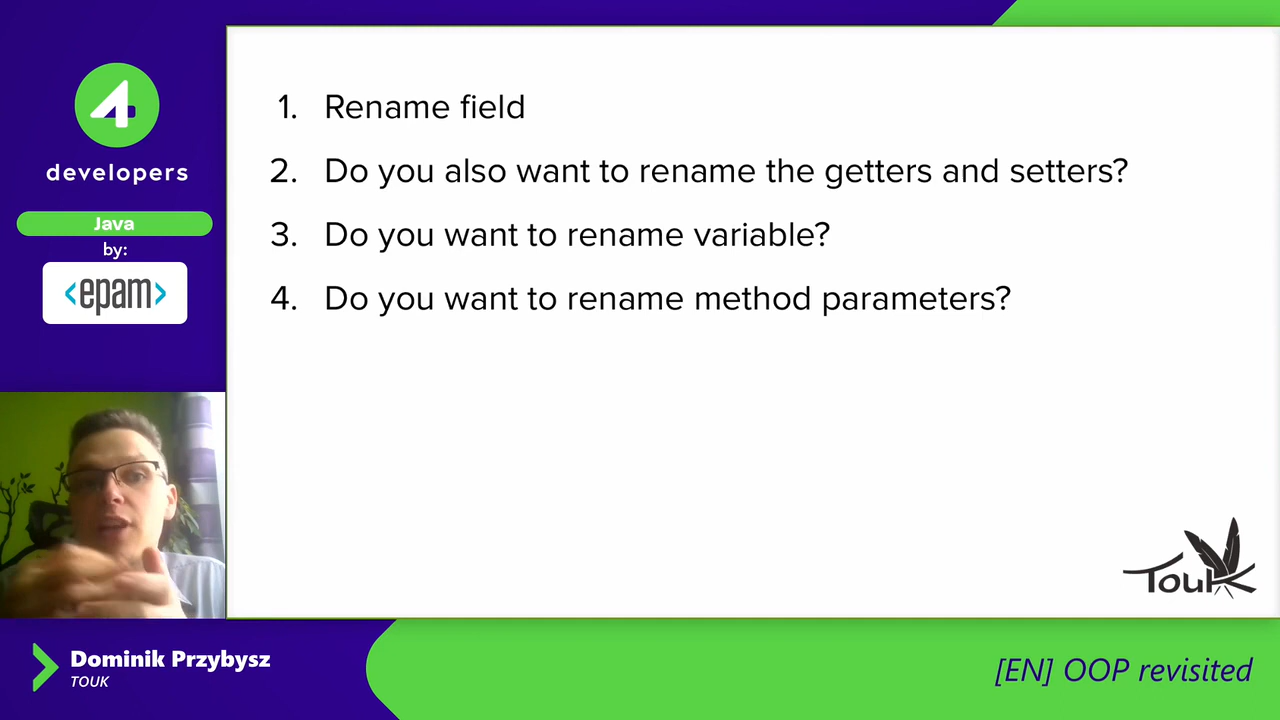 4
developers
Java
by:
<epam>
1. Rename field
2. Do you also want to rename the getters and setters?
3. Do you want to rename variable?
4. Do you want to rename method parameters?
Touk
Dominik Przybysz
TOUK
[EN] OOP revisited